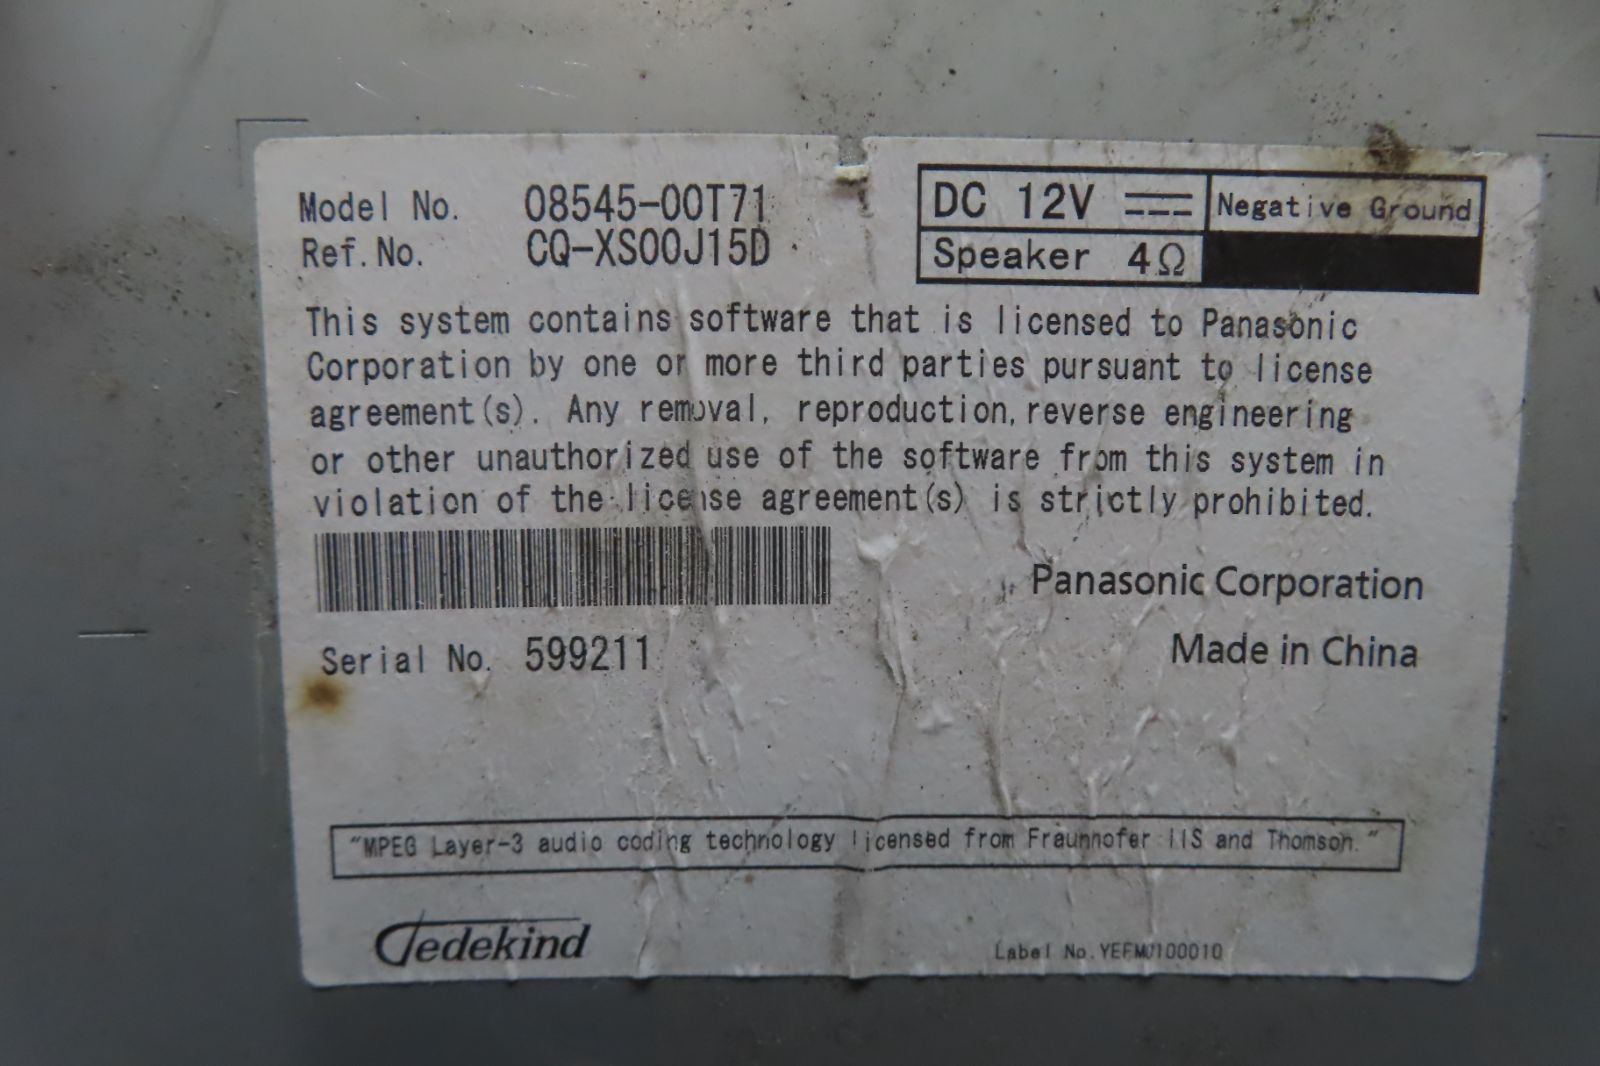 Model No. 08545-00T71
Ref.No. CQ-XS00J15D
DC 12V Negative Ground
Speaker 4Ω
This system contains software that is licensed to Panasonic
Corporation by one or more third parties pursuant to license
agreement(s). Any removal, reproduction, reverse engineering
or other unauthorized use of the software from this system in
violation of the license agreement(s) is strictly prohibited.
Panasonic Corporation
Serial No. 599211
Made in China
"MPEG Layer-3 audio coding technology licensed from Fraunhofer IIS and Thomson."
Dedekind
Label No.YEFM0100010